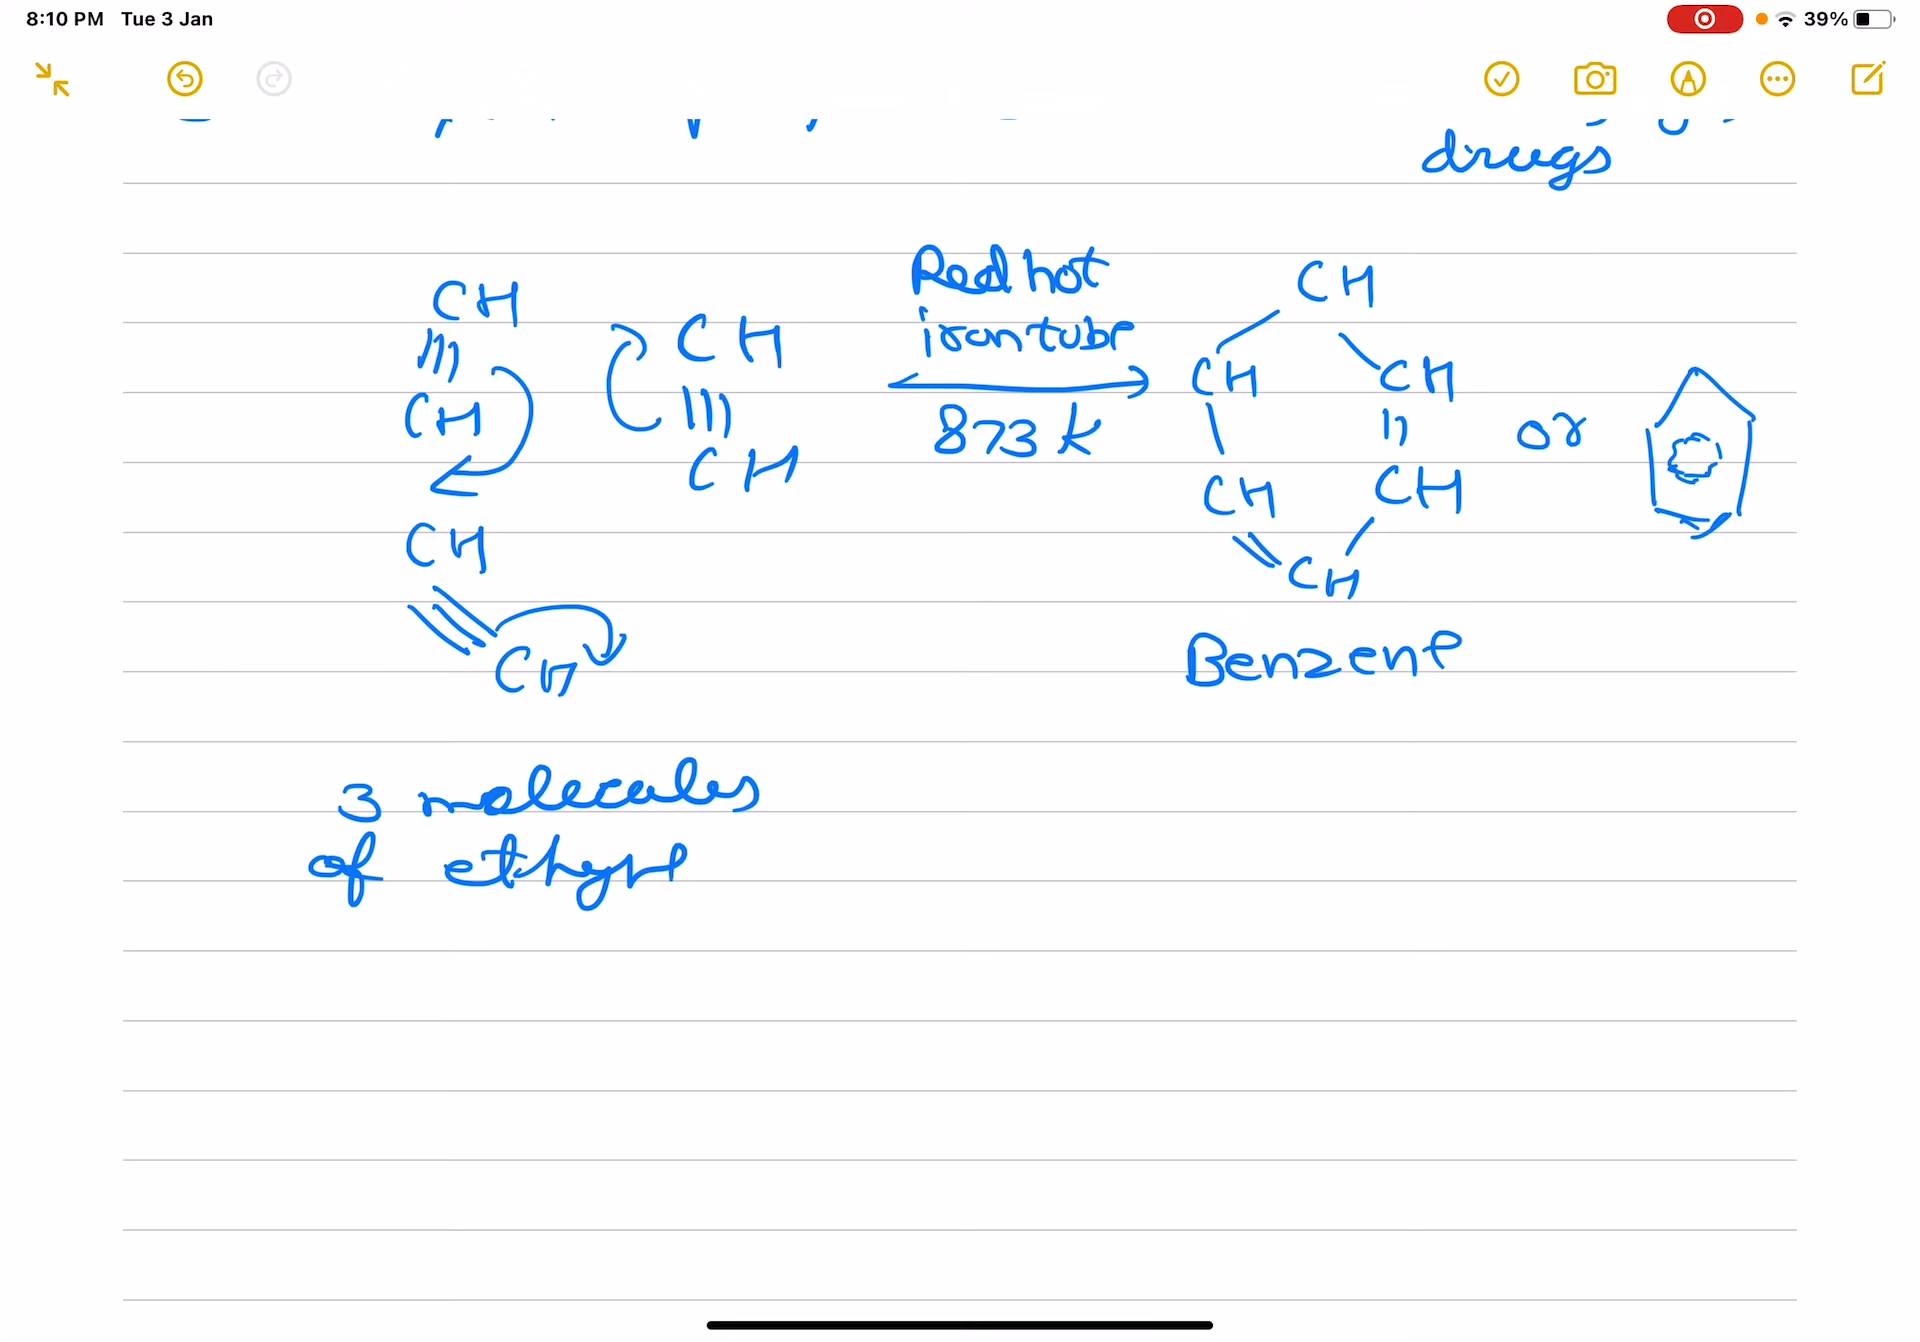 8:10 PM Tue 3 Jan
39%
drugs
CH
CH
CH
CH
CH
CH
Red hot
iron tube
873 k
CH
CH
CH
CH
CH
CH
or
Benzene
3 molecules
of ethyne